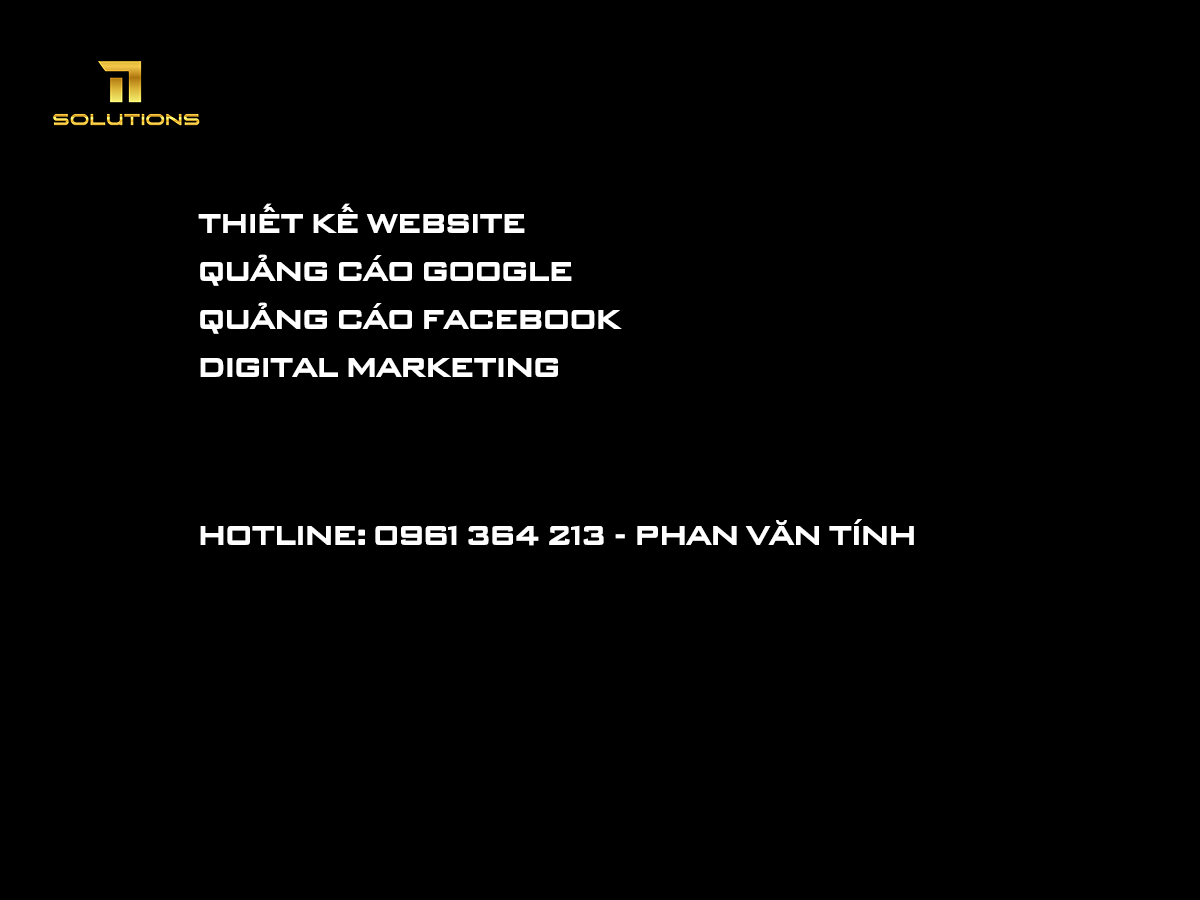 SOLUTIONS
THIẾT KẾ WEBSITE
QUẢNG CÁO GOOGLE
QUẢNG CÁO FACEBOOK
DIGITAL MARKETING
HOTLINE: 0961 364 213 - PHAN VĂN TÍNH